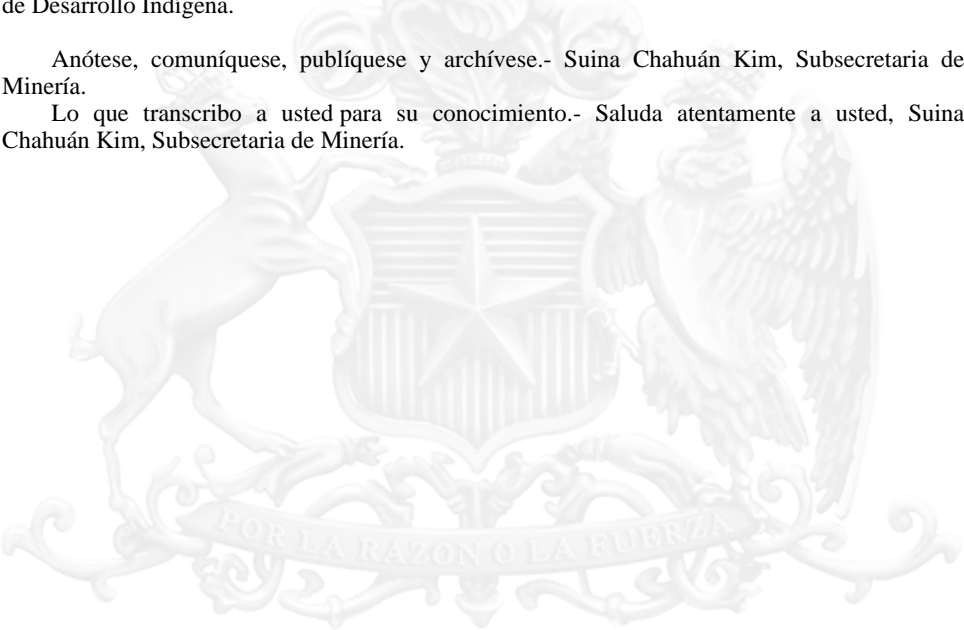 de Desarrollo Indígena.
Anótese, comuníquese, publíquese y archívese.- Suina Chahuán Kim, Subsecretaria de
Minería.
Lo que transcribo a usted para su conocimiento.- Saluda atentamente a usted, Suina
Chahuán Kim, Subsecretaria de Minería.
POR LA RAZON O LA FUERZA